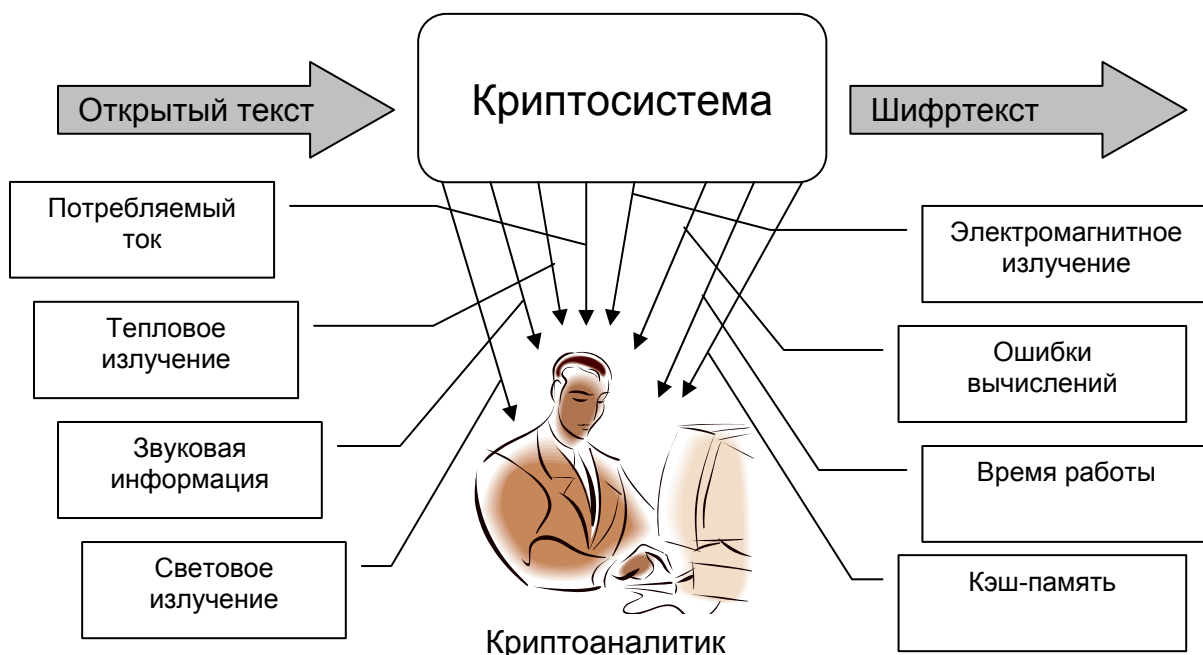 Открытый текст
Криптосистема
Шифртекст
Потребляемый
ток
Тепловое
излучение
Звуковая
информация
Световое
излучение
Электромагнитное
излучение
Ошибки
вычислений
Время работы
Кэш-память
Криптоаналитик